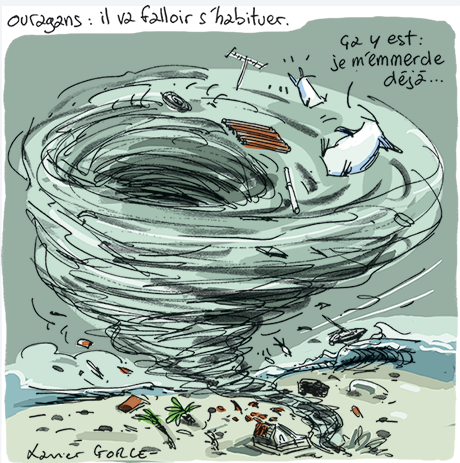 ouragans : il va falloir s'habituer.
ça y est :
je m'emmerde
déjà...
Xavier GORCE